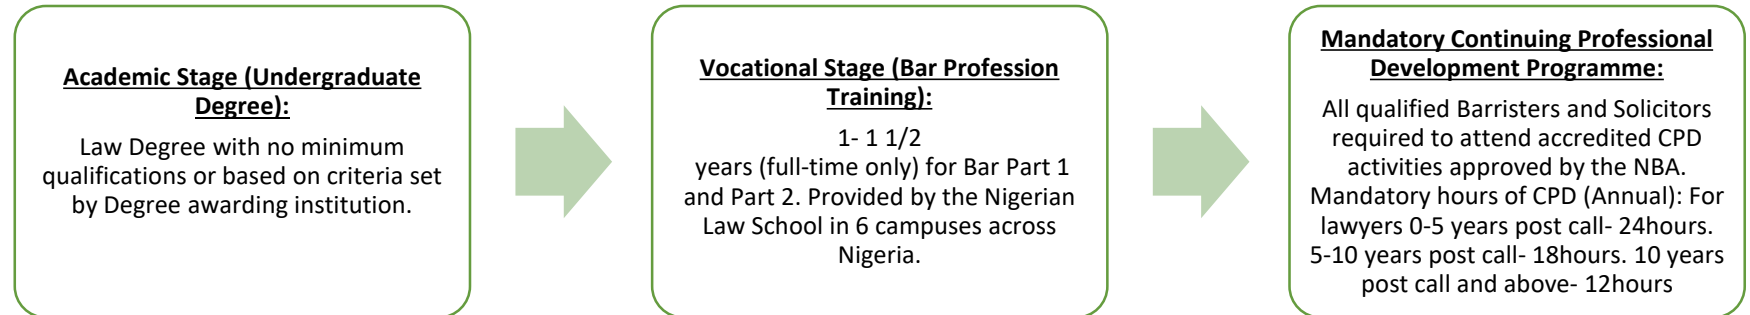 Academic Stage (Undergraduate
Degree):
Law Degree with no minimum
qualifications or based on criteria set
by Degree awarding institution.
Vocational Stage (Bar Profession
Training):
1- 1 1/2
years (full-time only) for Bar Part 1
and Part 2. Provided by the Nigerian
Law School in 6 campuses across
Nigeria.
Mandatory Continuing Professional
Development Programme:
All qualified Barristers and Solicitors
required to attend accredited CPD
activities approved by the NBA.
Mandatory hours of CPD (Annual): For
lawyers 0-5 years post call- 24hours.
5-10 years post call- 18hours. 10 years
post call and above- 12hours